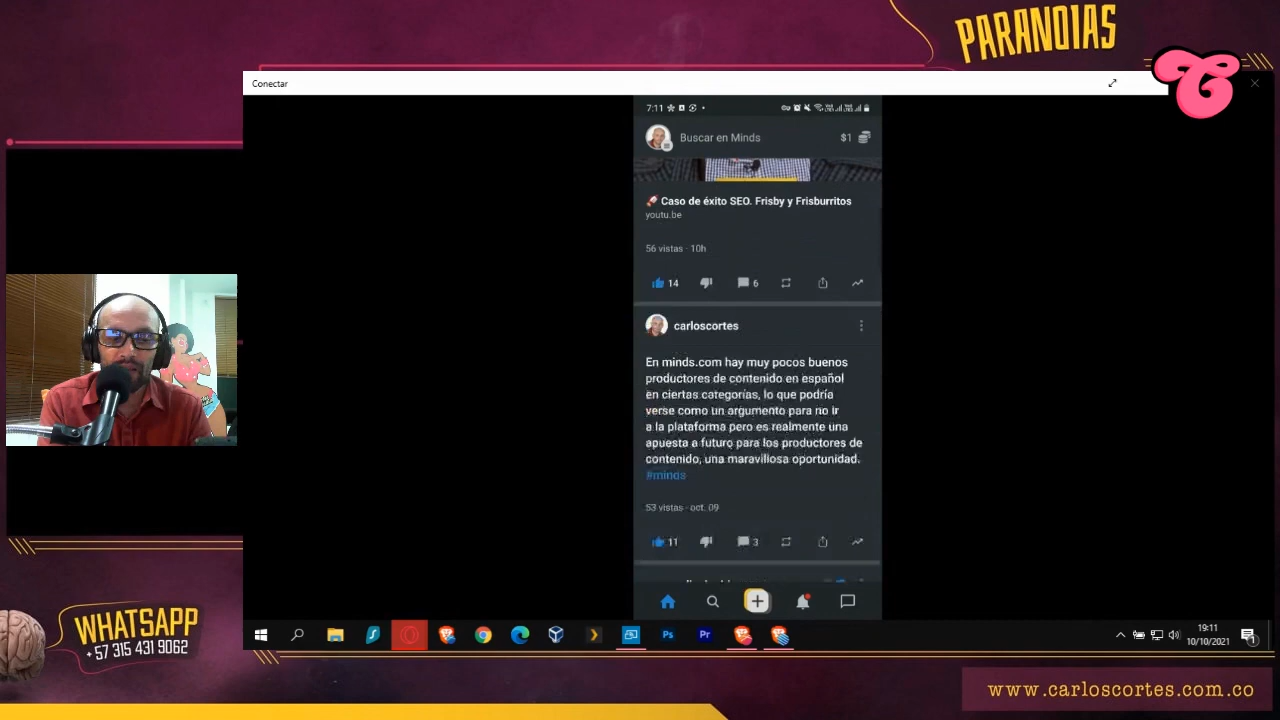 PARANOIAS
Conectar
7:11
Buscar en Minds
$1
🚀 Caso de éxito SEO. Frisby y Frisburritos
youtu.be
56 vistas · 10h
14
6
carloscortes
En minds.com hay muy pocos buenos
productores de contenido en español
en ciertas categorías, lo que podría
verse como un argumento para no ir
a la plataforma pero es realmente una
apuesta a futuro para los productores de
contenido, una maravillosa oportunidad.
#minds
53 vistas · oct. 09
11
3
Ps
Pr
19:11
10/10/2021
1
WHATSAPP
+ 57 315 431 9062
www.carloscortes.com.co